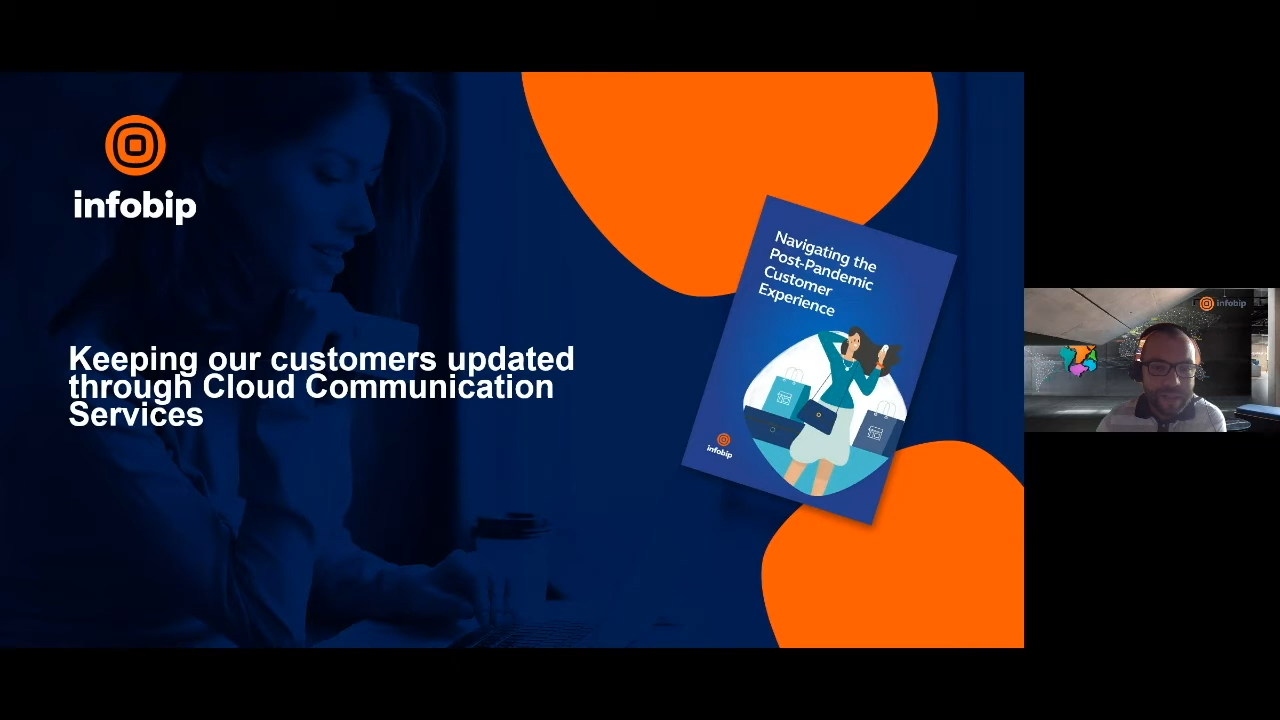 infobip
Keeping our customers updated
through Cloud Communication
Services
Navigating the
Post-Pandemic
Customer
Experience
infobip
infobip